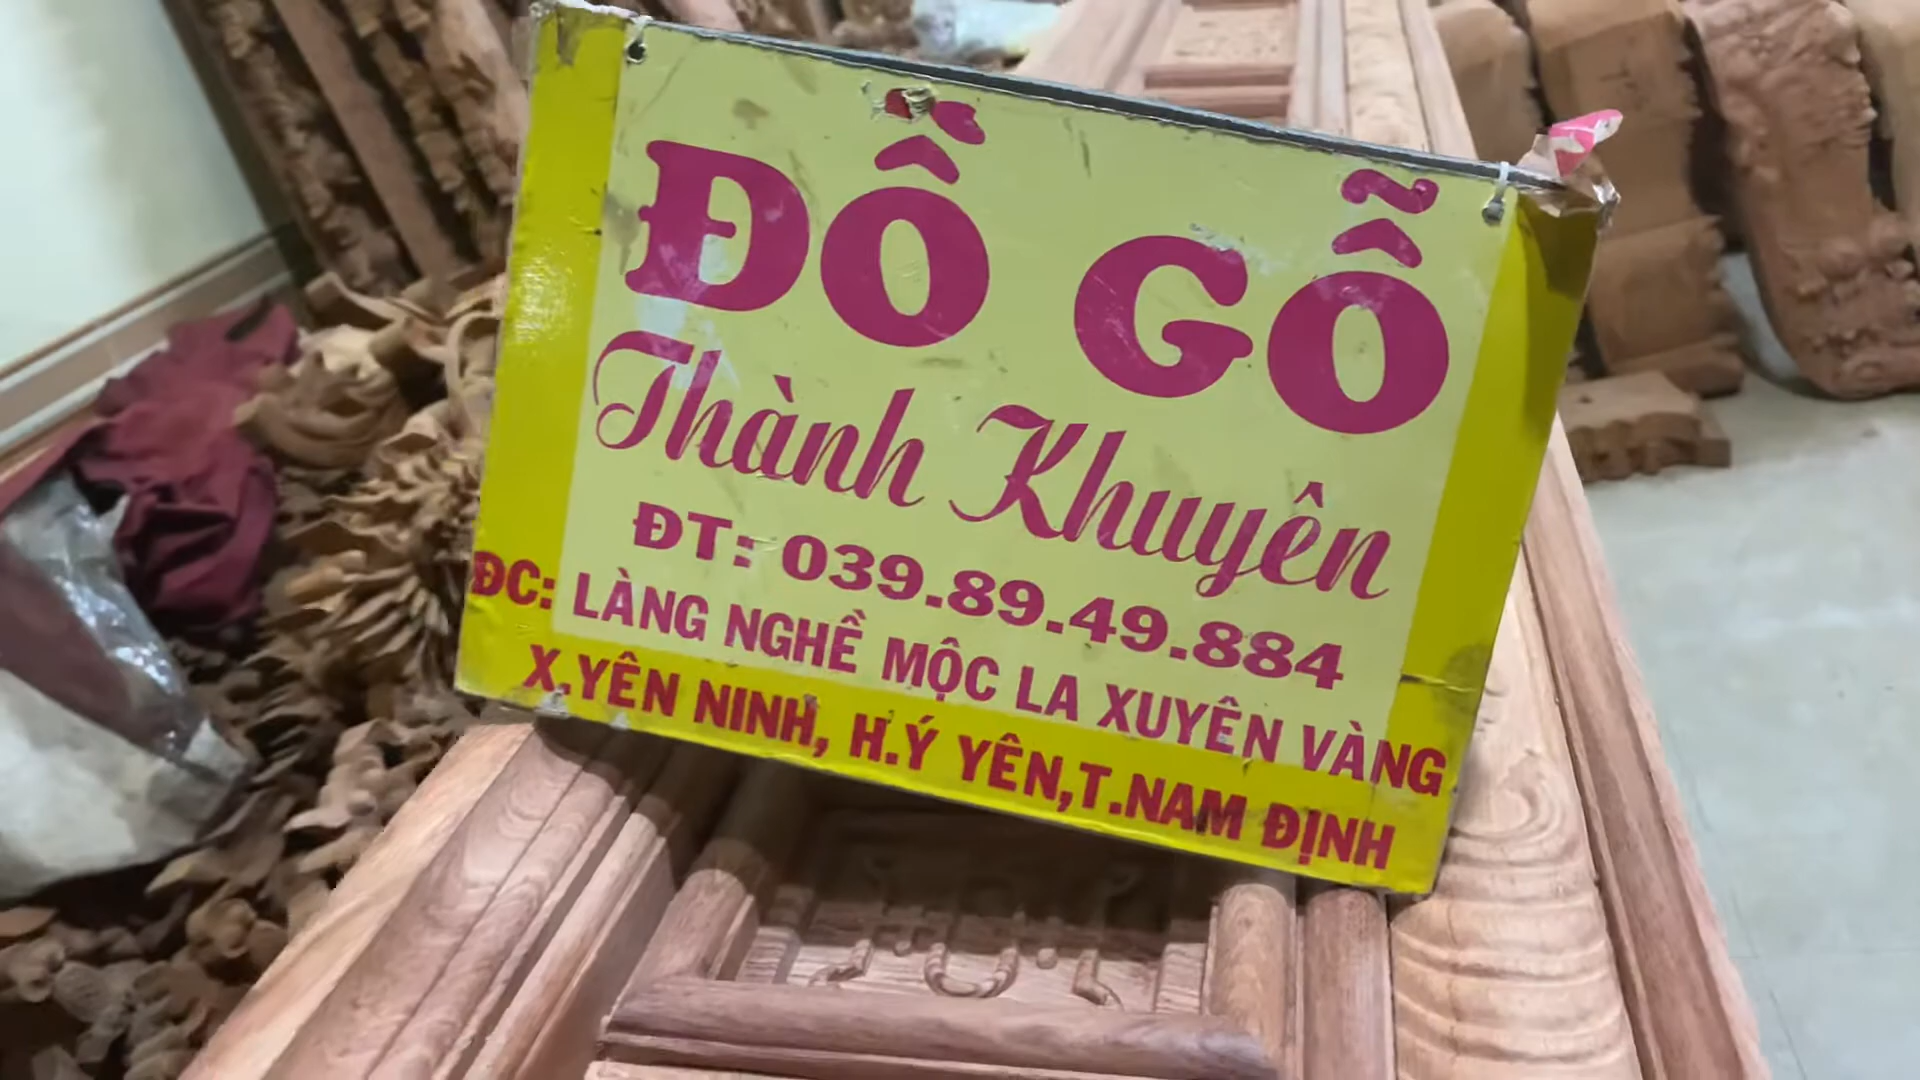 ĐỒ GỖ
Thành Khuyên
ĐT: 039.89.49.884
ĐC: LÀNG NGHỀ MỘC LA XUYÊN VÀNG
X.YÊN NINH, H.Ý YÊN,T.NAM ĐỊNH